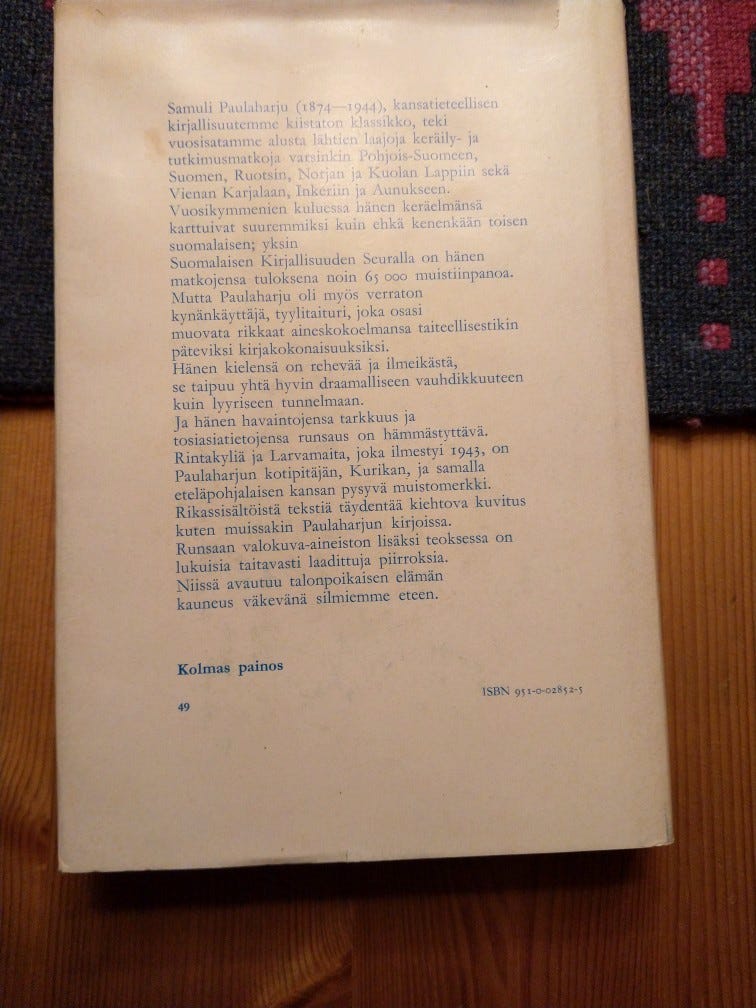 Samuli Paulaharju (1874—1944), kansatieteellisen
kirjallisuutemme kiistaton klassikko, teki
vuosisatamme alusta lähtien laajoja keräily- ja
tutkimusmatkoja varsinkin Pohjois-Suomeen,
Suomen, Ruotsin, Norjan ja Kuolan Lappiin sekä
Vienan Karjalaan, Inkeriin ja Aunukseen.
Vuosikymmenien kuluessa hänen keräelmänsä
karttuivat suuremmiksi kuin ehkä kenenkään toisen
suomalaisen; yksin
Suomalaisen Kirjallisuuden Seuralla on hänen
matkojensa tuloksena noin 65 000 muistiinpanoa.
Mutta Paulaharju oli myös verraton
kynänkäyttäjä, tyylitaituri, joka osasi
muovata rikkaat aineskokoelmansa taiteellisestikin
päteviksi kirjakokonaisuuksiksi.
Hänen kielensä on rehevää ja ilmeikästä,
se taipuu yhtä hyvin draamalliseen vauhdikkuuteen
kuin lyyriseen tunnelmaan.
Ja hänen havaintojensa tarkkuus ja
tosiasiatietojensa runsaus on hämmästyttävä.
Rintakyliä ja Larvamaita, joka ilmestyi 1943, on
Paulaharjun kotipitäjän, Kurikan, ja samalla
eteläpohjalaisen kansan pysyvä muistomerkki.
Rikassisältöistä tekstiä täydentää kiehtova kuvitus
kuten muissakin Paulaharjun kirjoissa.
Runsaan valokuva-aineiston lisäksi teoksessa on
lukuisia taitavasti laadittuja piirroksia.
Niissä avautuu talonpoikaisen elämän
kauneus väkevänä silmiemme eteen.
Kolmas painos
ISBN 951-0-02852-5
49